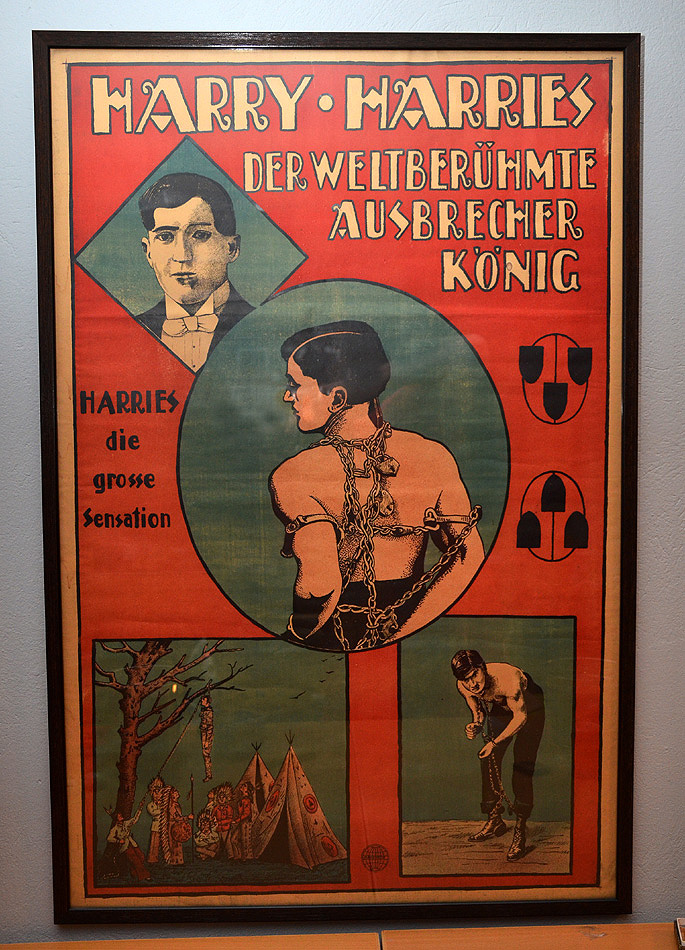 HARRY · HARRIES
DER WELTBERÜHMTE
AUSBRECHER
KÖNIG
HARRIES
die
grosse
Sensation